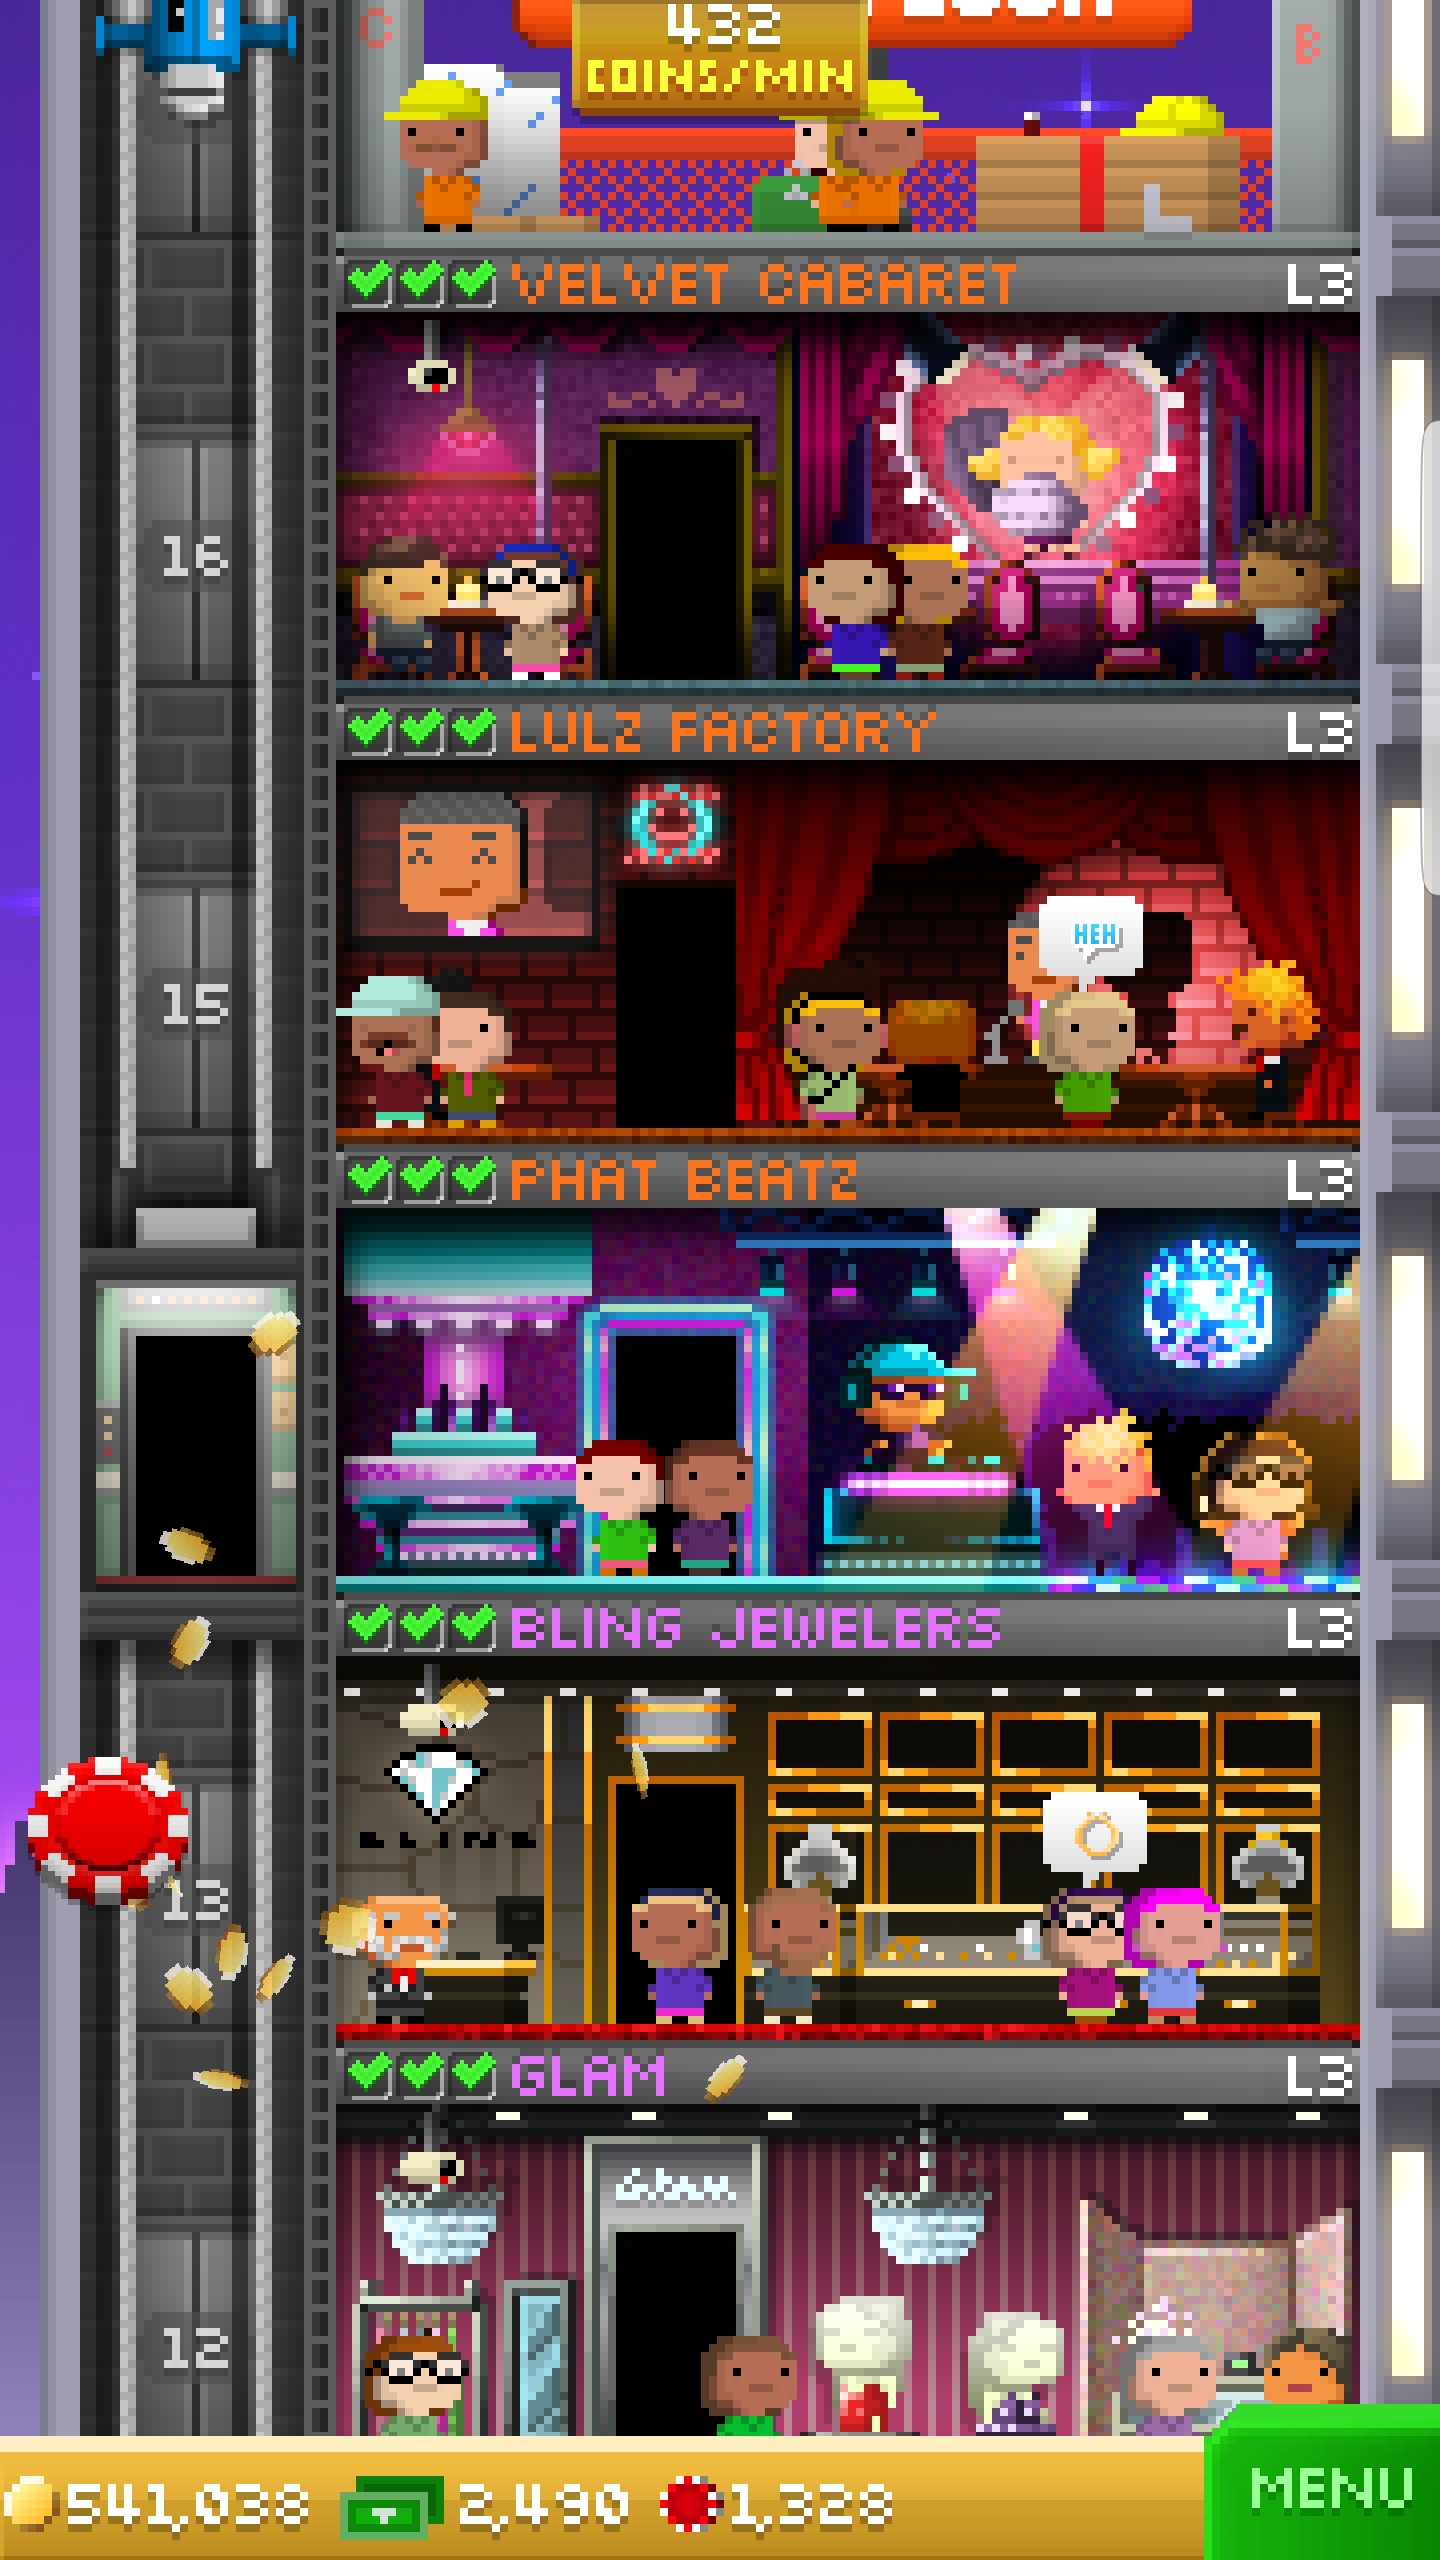 432
COINS/MIN
C
B
VELVET CABARET L3
16
LULZ FACTORY L3
HEH
15
PHAT BEATZ L3
BLING JEWELERS L3
BLING
13
GLAM L3
Glam
12
541,038 2,490 1,328 MENU